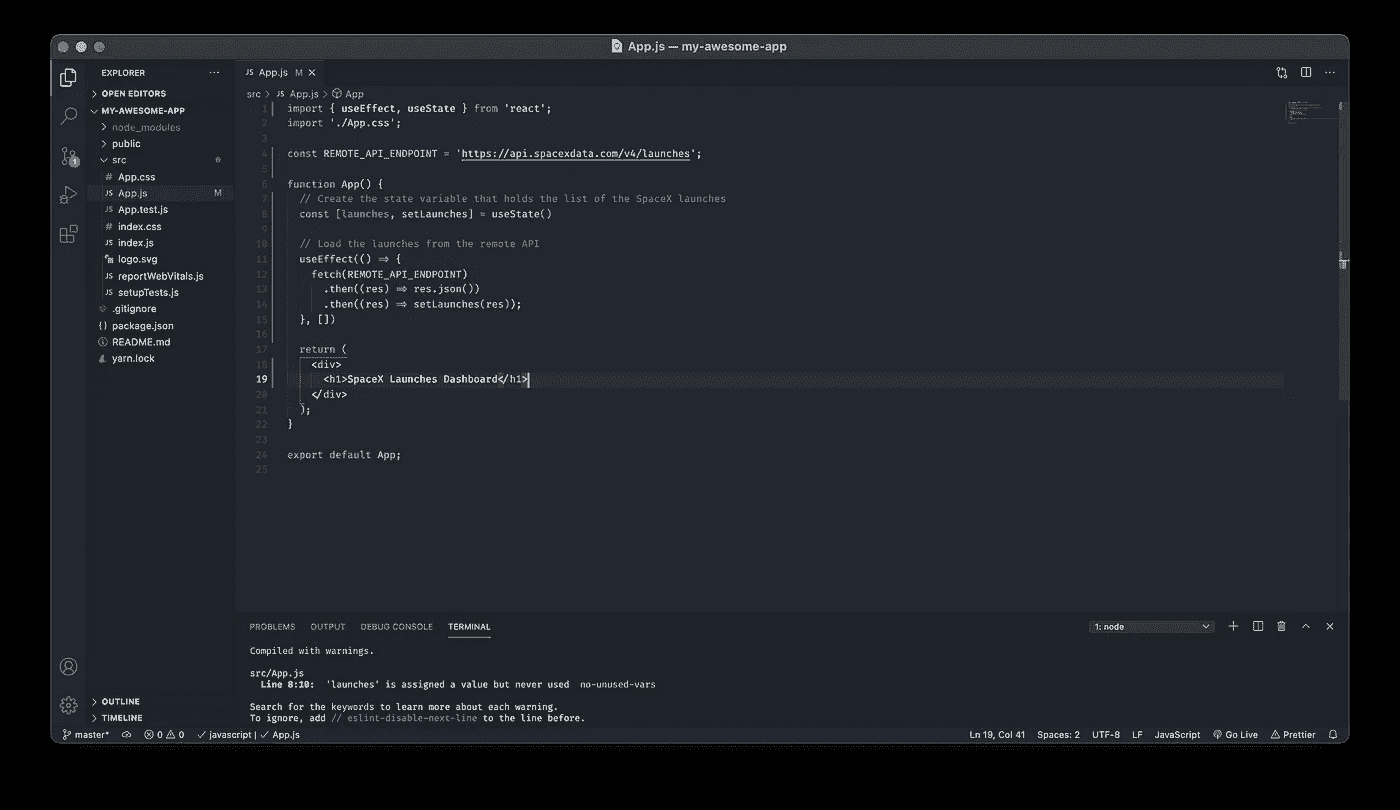 App.js — my-awesome-app
EXPLORER
OPEN EDITORS
MY-AWESOME-APP
node_modules
public
src
# App.css
JS App.js M
JS App.test.js
# index.css
JS index.js
logo.svg
JS reportWebVitals.js
JS setupTests.js
.gitignore
{} package.json
README.md
yarn.lock
OUTLINE
TIMELINE
1
JS App.js M
src > JS App.js > App
1 import { useEffect, useState } from 'react';
2 import './App.css';
3
4 const REMOTE_API_ENDPOINT = 'https://api.spacexdata.com/v4/launches';
5
6 function App() {
7 // Create the state variable that holds the list of the SpaceX launches
8 const [launches, setLaunches] = useState()
9
10 // Load the launches from the remote API
11 useEffect(() => {
12 fetch(REMOTE_API_ENDPOINT)
13 .then((res) => res.json())
14 .then((res) => setLaunches(res));
15 }, [])
16
17 return (
18 <div>
19 <h1>SpaceX Launches Dashboard</h1>
20 </div>
21 );
22 }
23
24 export default App;
25
PROBLEMS OUTPUT DEBUG CONSOLE TERMINAL 1: node
Compiled with warnings.
src/App.js
Line 8:10: 'launches' is assigned a value but never used no-unused-vars
Search for the keywords to learn more about each warning.
To ignore, add // eslint-disable-next-line to the line before.
master* 0 0 javascript | App.js Ln 19, Col 41 Spaces: 2 UTF-8 LF JavaScript Go Live Prettier